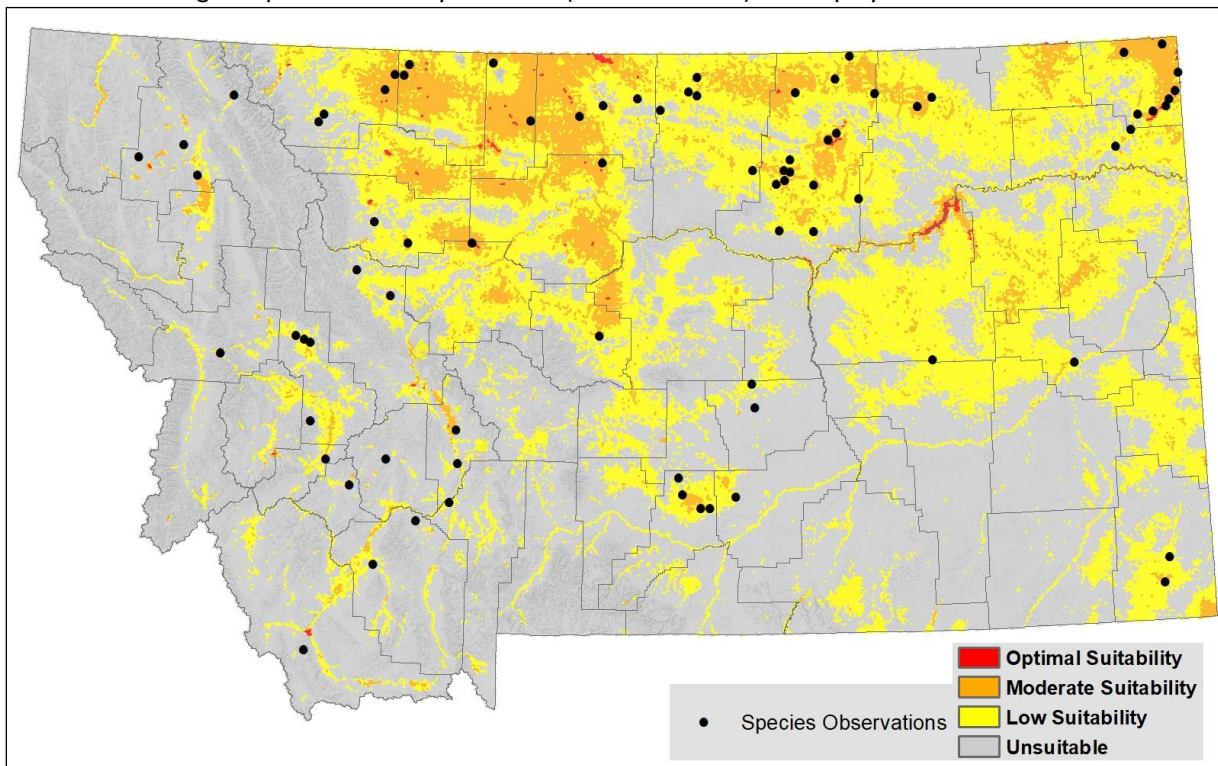 Species Observations
Optimal Suitability
Moderate Suitability
Low Suitability
Unsuitable